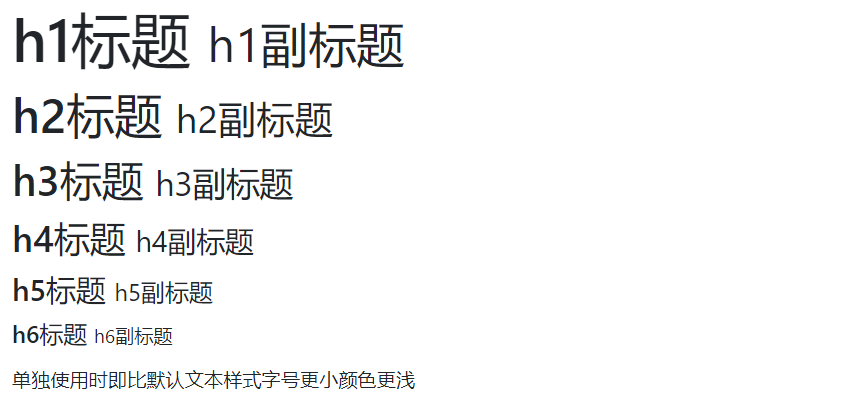 h1标题 h1副标题
h2标题 h2副标题
h3标题 h3副标题
h4标题 h4副标题
h5标题 h5副标题
h6标题 h6副标题
单独使用时即比默认文本样式字号更小颜色更浅